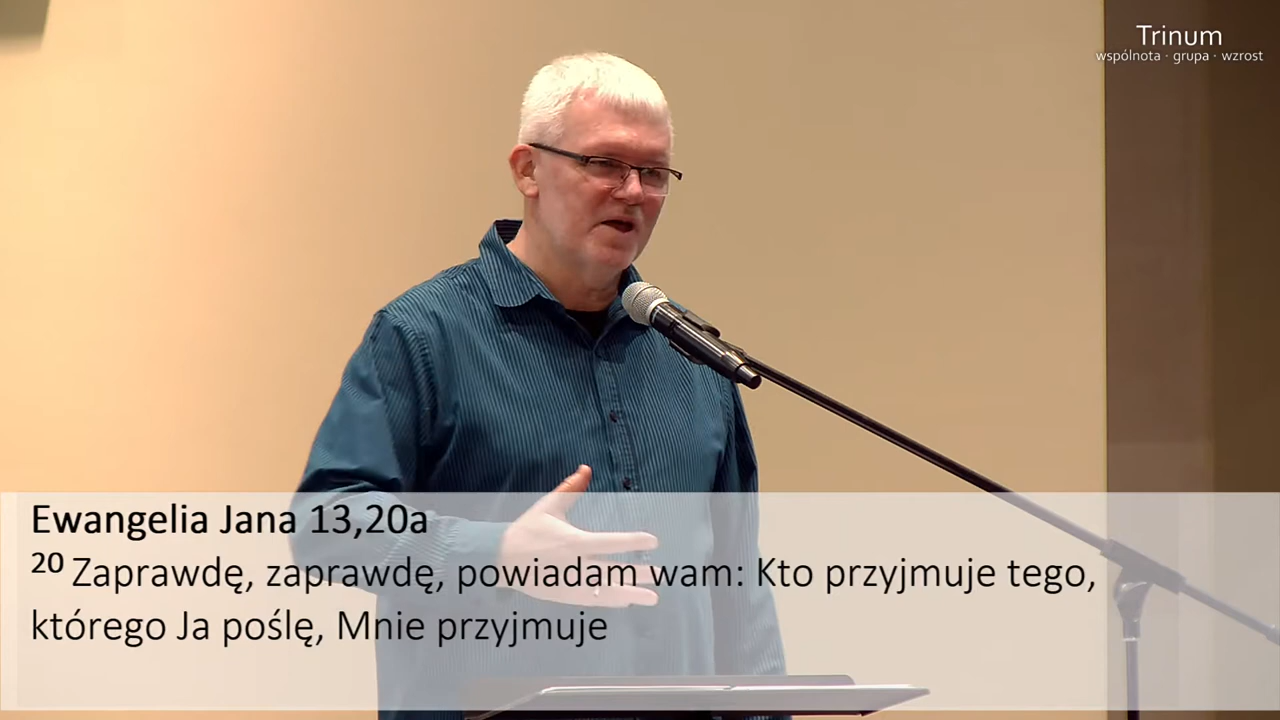 Trinum
wspólnota · grupa · wzrost
Ewangelia Jana 13,20a
20 Zaprawdę, zaprawdę, powiadam wam: Kto przyjmuje tego,
którego Ja poślę, Mnie przyjmuje